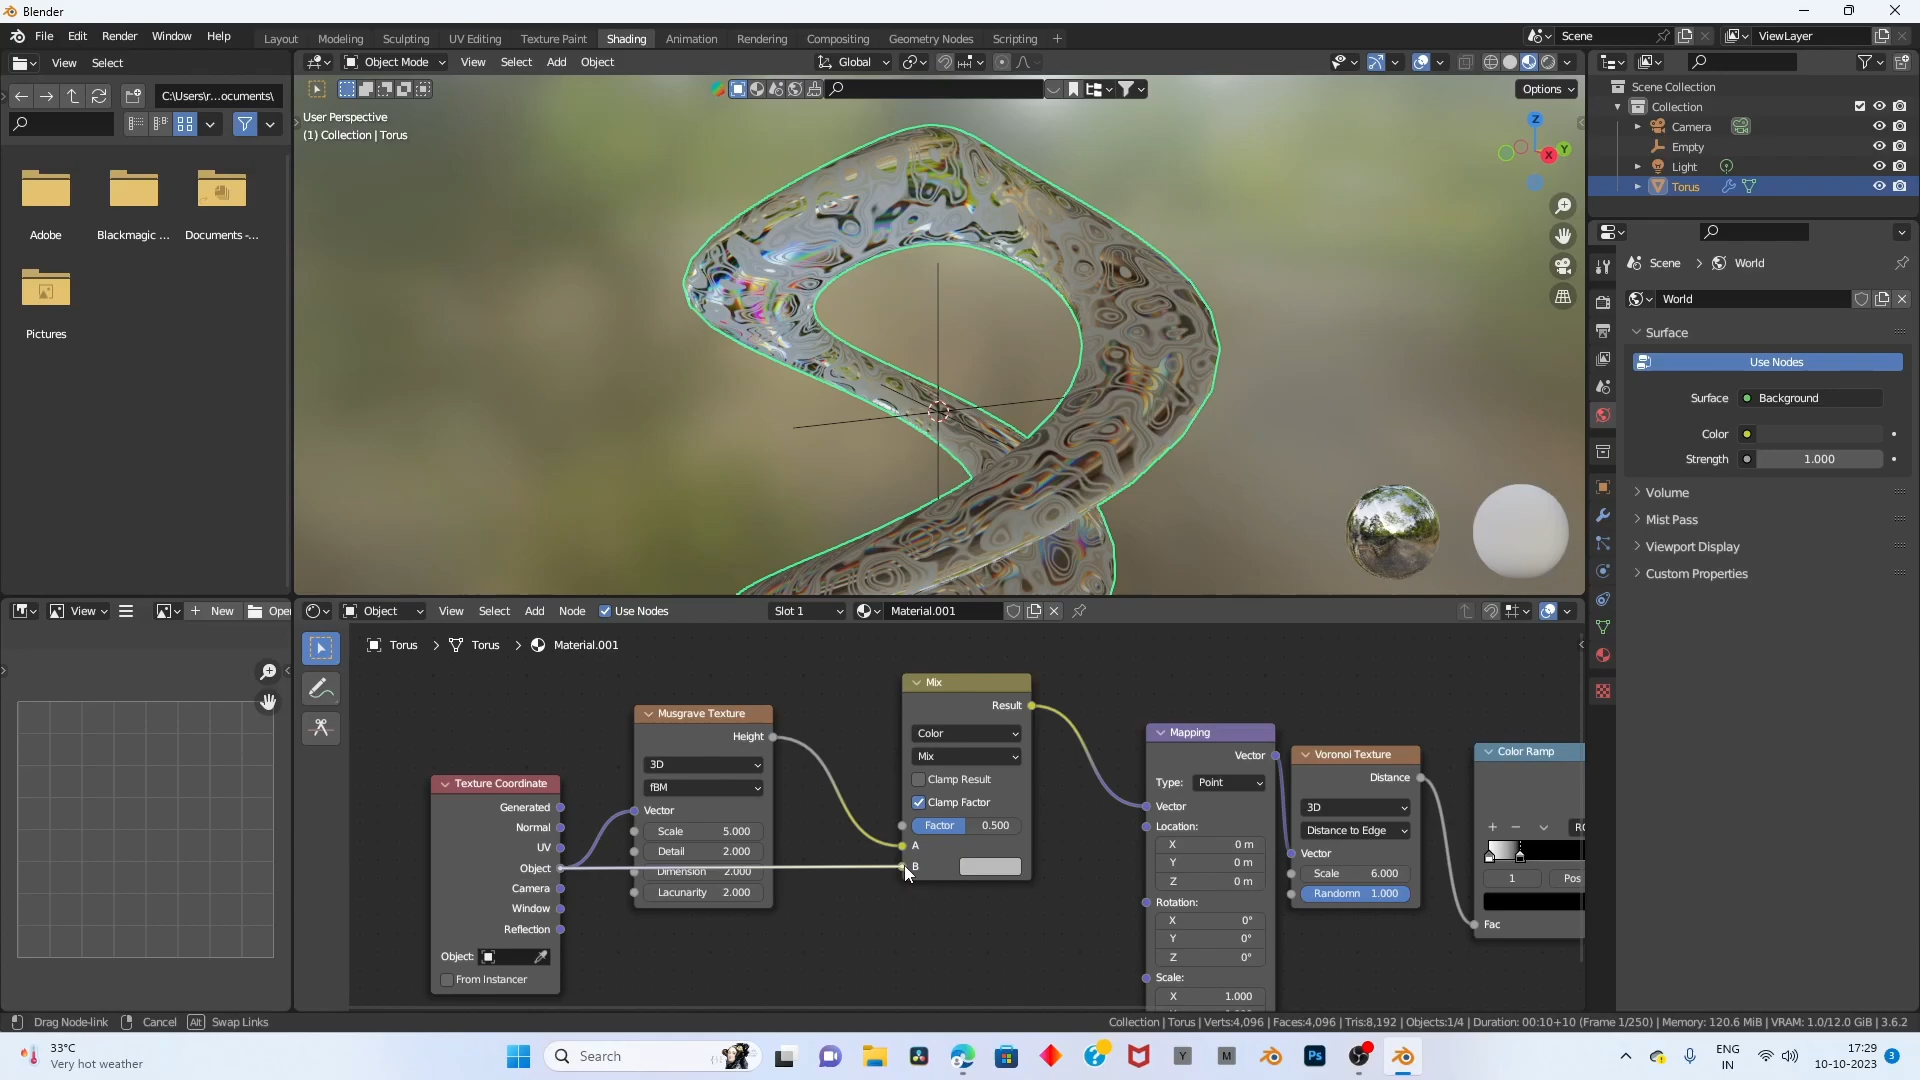 Blender
File Edit Render Window Help
Layout Modeling Sculpting UV Editing Texture Paint Shading Animation Rendering Compositing Geometry Nodes Scripting +
Scene ViewLayer
View Select
Object Mode View Select Add Object
Global
C:\Users\r...ocuments\
Options
Scene Collection
Collection
Camera
Empty
Light
Torus
User Perspective
(1) Collection | Torus
Z
Y
X
Adobe
Blackmagic ...
Documents -...
Pictures
Scene > World
World
Surface
Use Nodes
Surface Background
Color
Strength 1.000
Volume
Mist Pass
Viewport Display
Custom Properties
View
New
Open
Object View Select Add Node Use Nodes
Slot 1
Material.001
Torus > Torus > Material.001
Texture Coordinate
Generated
Normal
UV
Object
Camera
Window
Reflection
Object:
From Instancer
Musgrave Texture
Height
3D
fBM
Vector
Scale 5.000
Detail 2.000
Dimension 2.000
Lacunarity 2.000
Mix
Result
Color
Mix
Clamp Result
Clamp Factor
Factor 0.500
A
B
Mapping
Vector
Type: Point
Vector
Location:
X 0 m
Y 0 m
Z 0 m
Rotation:
X 0°
Y 0°
Z 0°
Scale:
X 1.000
Voronoi Texture
Distance
3D
Distance to Edge
Vector
Scale 6.000
Randomn 1.000
Color Ramp
1 Pos
Fac
Drag Node-link Cancel Alt Swap Links
Collection | Torus | Verts:4,096 | Faces:4,096 | Tris:8,192 | Objects:1/4 | Duration: 00:10+10 (Frame 1/250) | Memory: 120.6 MiB | VRAM: 1.0/12.0 GiB | 3.6.2
33°C
Very hot weather
Search
Y
M
Ps
ENG
IN
17:29
10-10-2023
3